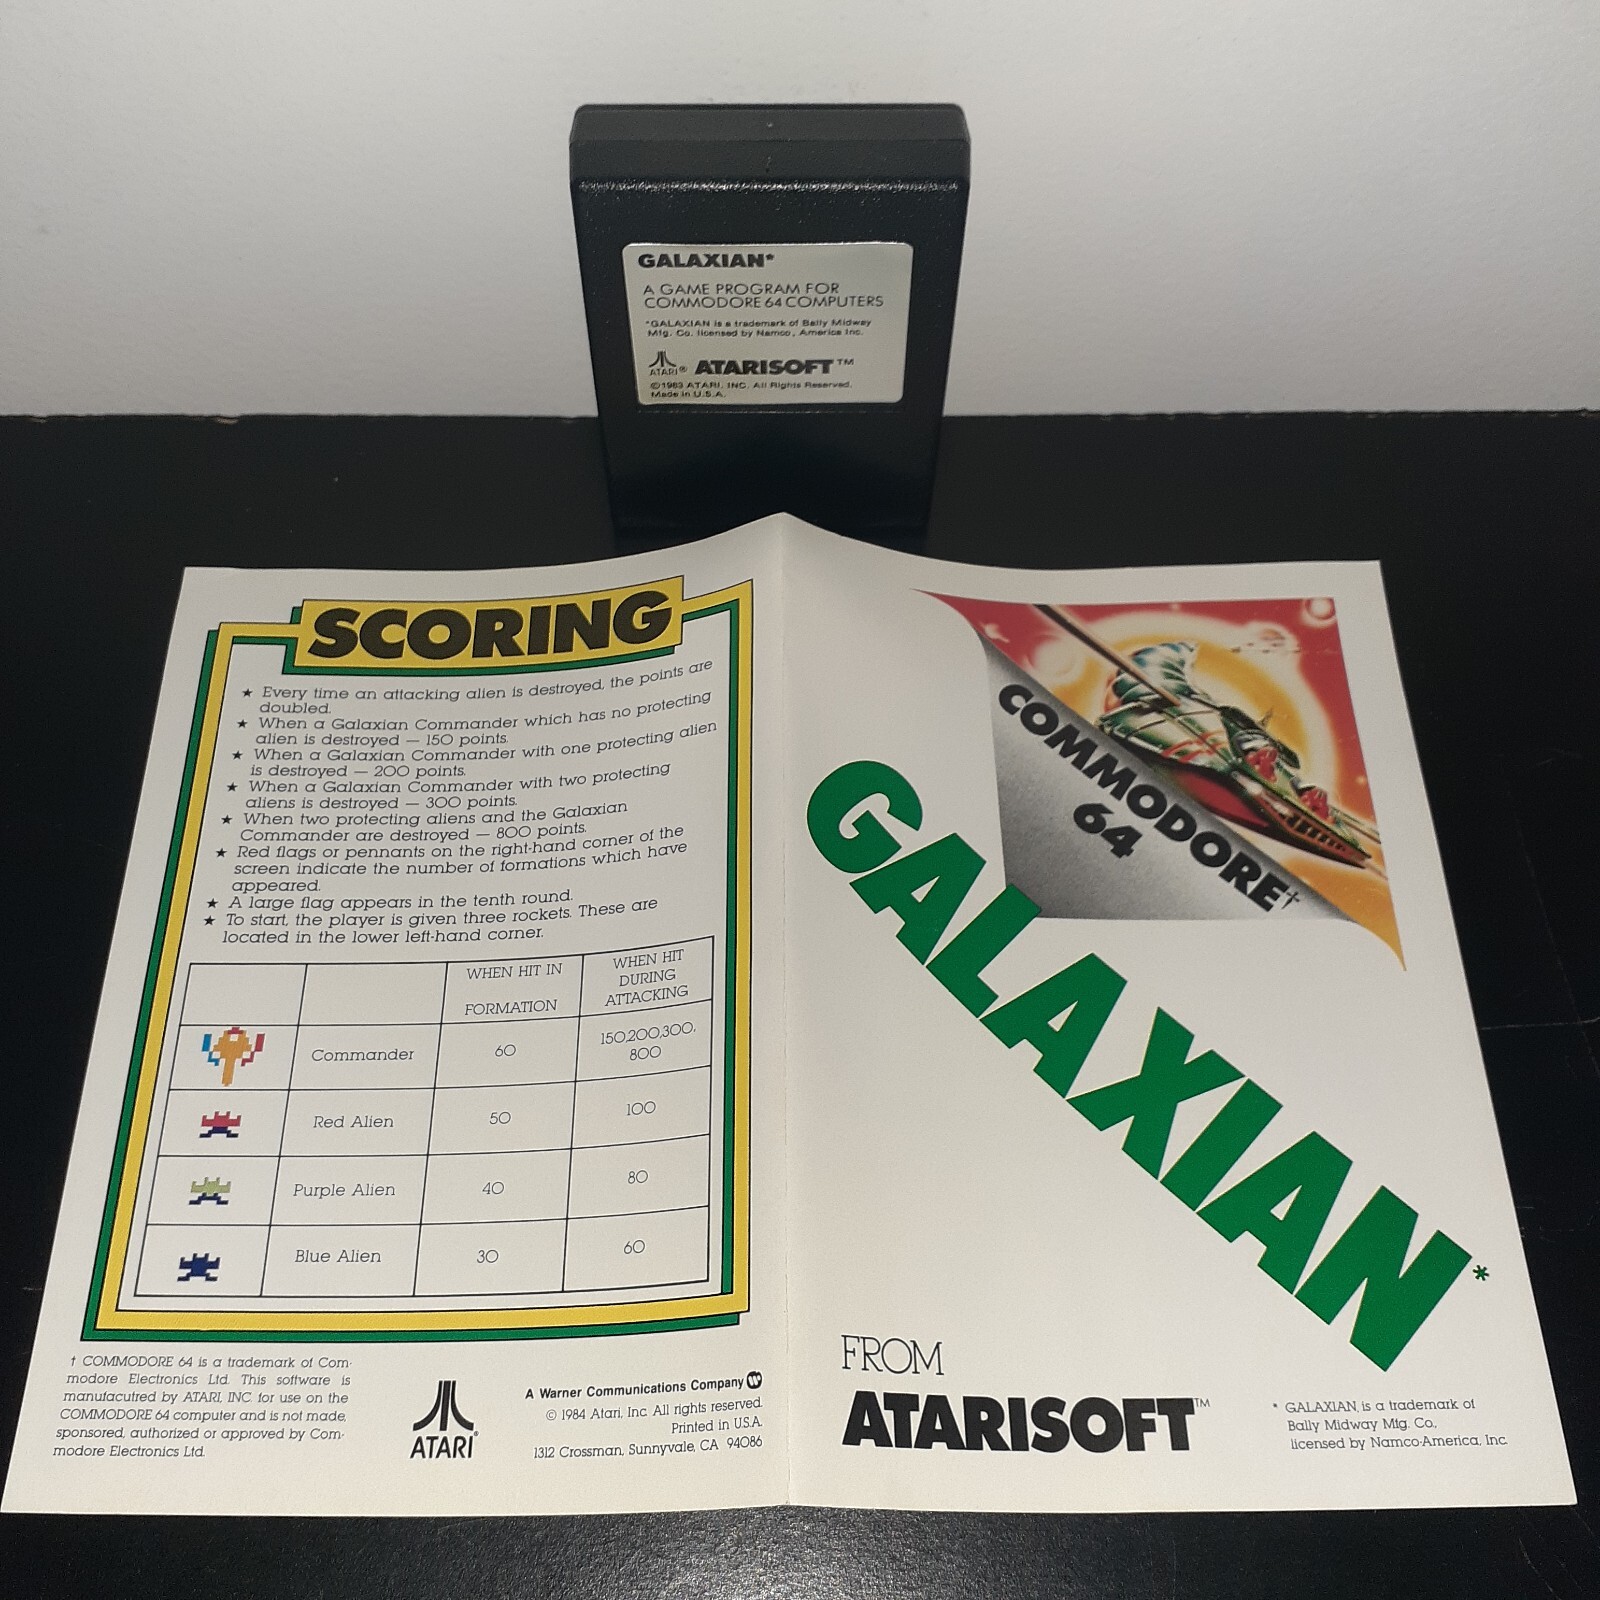 GALAXIAN*
A GAME PROGRAM FOR
COMMODORE 64 COMPUTERS
*GALAXIAN is a trademark of Bally Midway
Mfg. Co. licensed by Namco, America Inc.
ATARI® ATARISOFT™
©1983 ATARI, INC. All Rights Reserved.
Made in U.S.A.
SCORING
★ Every time an attacking alien is destroyed, the points are
doubled.
★ When a Galaxian Commander which has no protecting
alien is destroyed — 150 points.
★ When a Galaxian Commander with one protecting alien
is destroyed — 200 points.
★ When a Galaxian Commander with two protecting
aliens is destroyed — 300 points.
★ When two protecting aliens and the Galaxian
Commander are destroyed — 800 points.
★ Red flags or pennants on the right-hand corner of the
screen indicate the number of formations which have
appeared.
★ A large flag appears in the tenth round.
★ To start, the player is given three rockets. These are
located in the lower left-hand corner.
WHEN HIT IN
FORMATION
WHEN HIT
DURING
ATTACKING
Commander 60 150,200,300,
800
Red Alien 50 100
Purple Alien 40 80
Blue Alien 30 60
† COMMODORE 64 is a trademark of Com-
modore Electronics Ltd. This software is
manufacutred by ATARI, INC. for use on the
COMMODORE 64 computer and is not made,
sponsored, authorized or approved by Com-
modore Electronics Ltd.
ATARI®
A Warner Communications Company W
© 1984 Atari, Inc. All rights reserved.
Printed in U.S.A.
1312 Crossman, Sunnyvale, CA 94086
COMMODORE†
64
GALAXIAN*
FROM
ATARISOFT™
* GALAXIAN, is a trademark of
Bally Midway Mfg. Co.,
licensed by Namco-America, Inc.